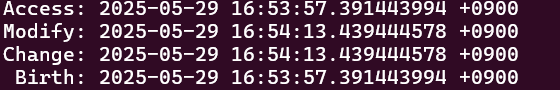 Access: 2025-05-29 16:53:57.391443994 +0900
Modify: 2025-05-29 16:54:13.439444578 +0900
Change: 2025-05-29 16:54:13.439444578 +0900
 Birth: 2025-05-29 16:53:57.391443994 +0900